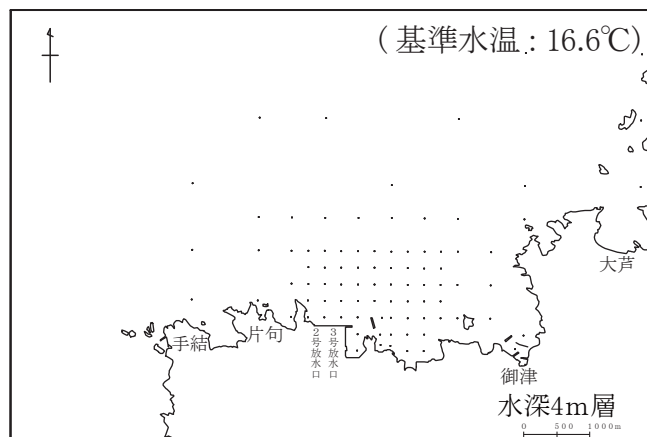 (基準水温:16.6℃)
大芦
手結
片句
2号放水口
3号放水口
御津
水深4m層
0 500 1000m